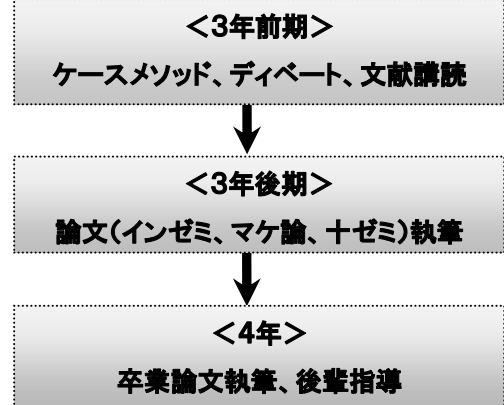 ＜3年前期＞
ケースメソッド、ディベート、文献講読
＜3年後期＞
論文（インゼミ、マケ論、十ゼミ）執筆
＜4年＞
卒業論文執筆、後輩指導